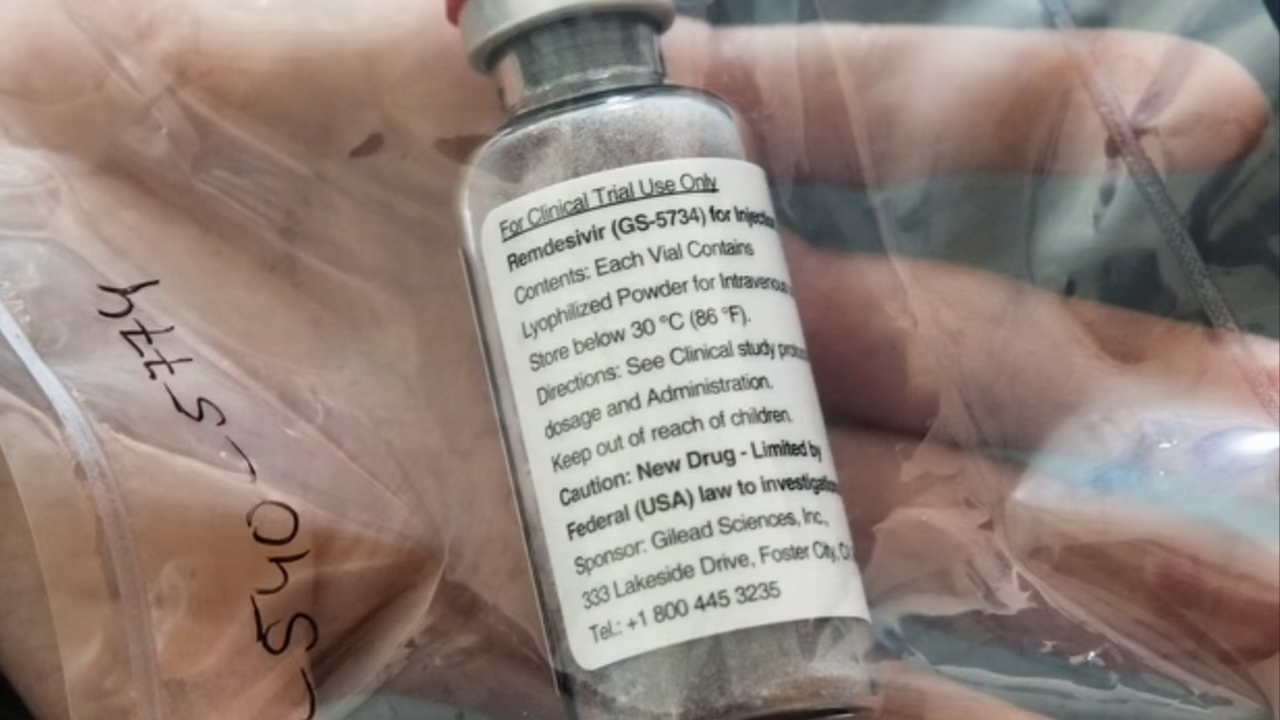 For Clinical Trial Use Only
Remdesivir (GS-5734) for
Contents: Each Vial Contains
Lyophilized Powder for
Store below 30 °C (86 °F).
Directions: See Clinical study
dosage and Administration.
Keep out of reach of children.
Caution: New Drug - Limited by
Federal (USA) law to
Sponsor: Gilead Sciences, Inc.,
333 Lakeside Drive, Foster City,
Tel.: +1 800 445 3235